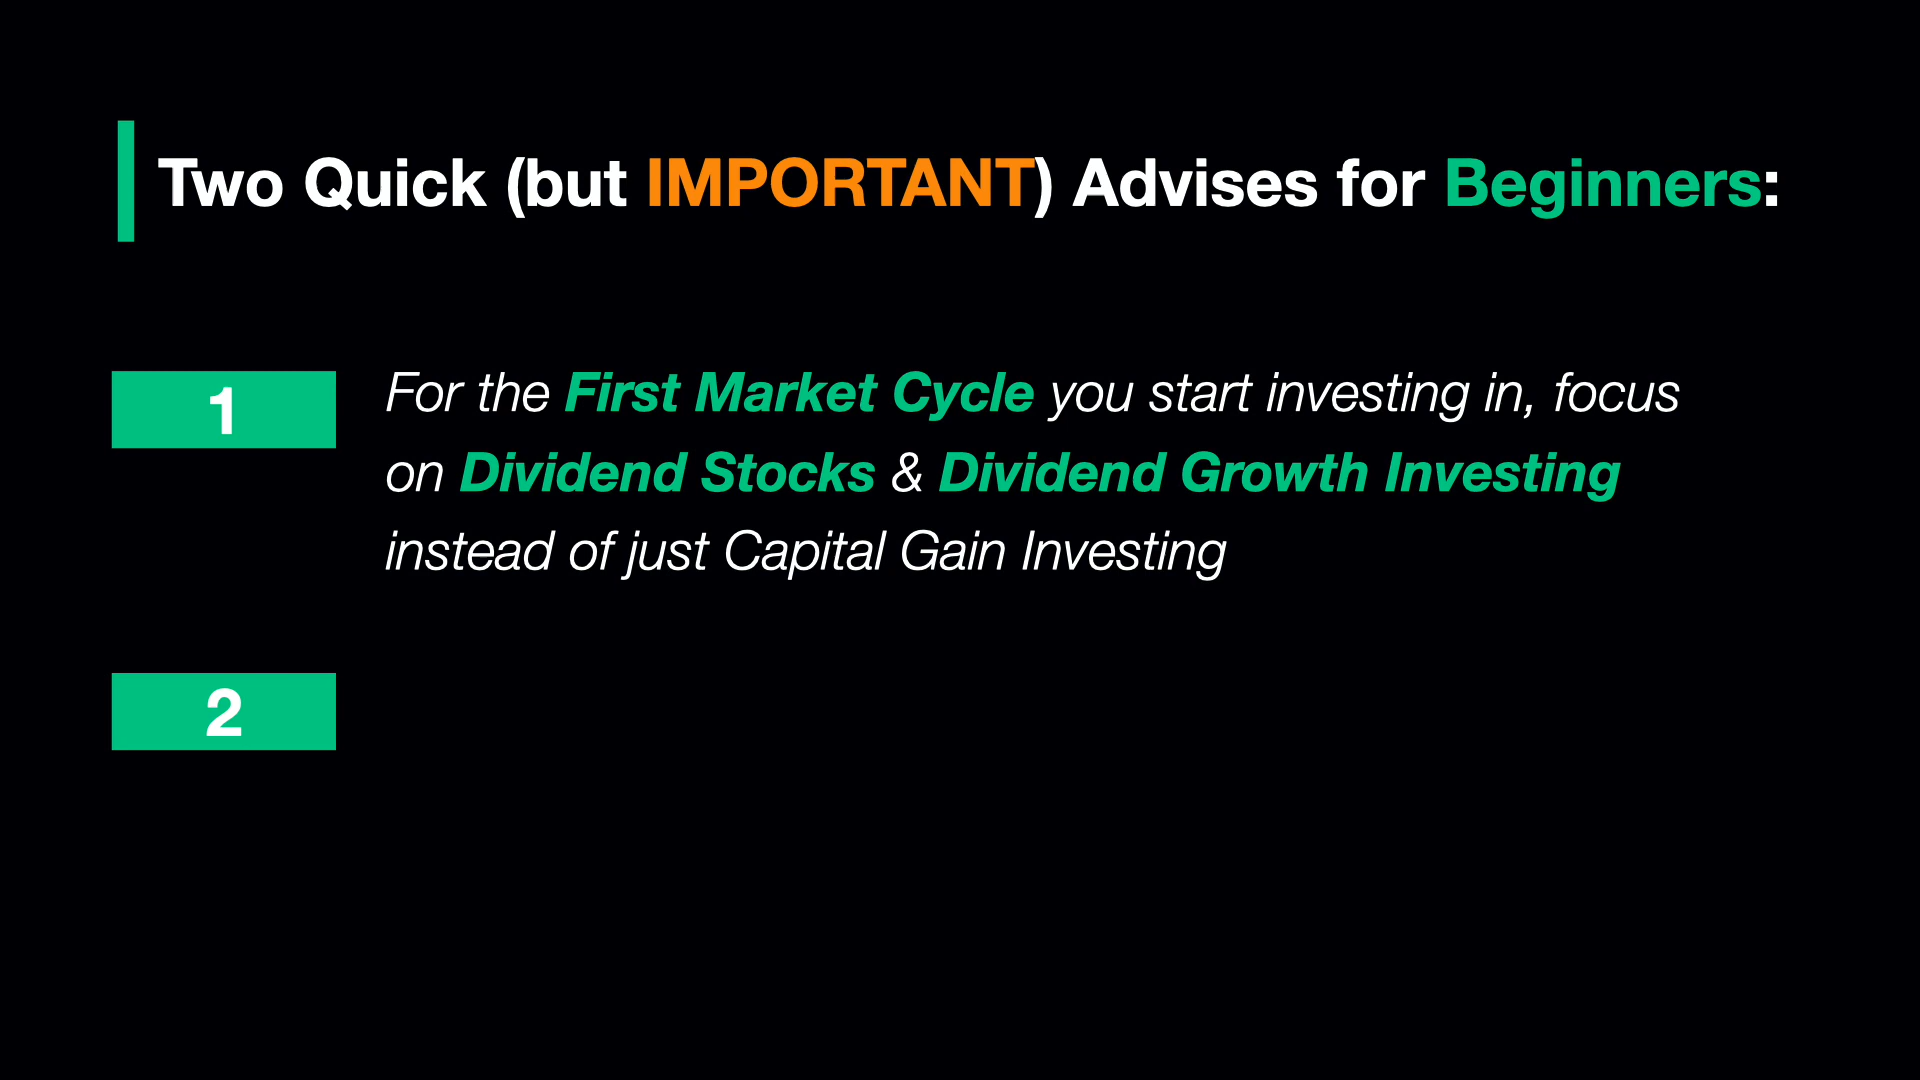 Two Quick (but IMPORTANT) Advises for Beginners:
1
For the First Market Cycle you start investing in, focus
on Dividend Stocks & Dividend Growth Investing
instead of just Capital Gain Investing
2